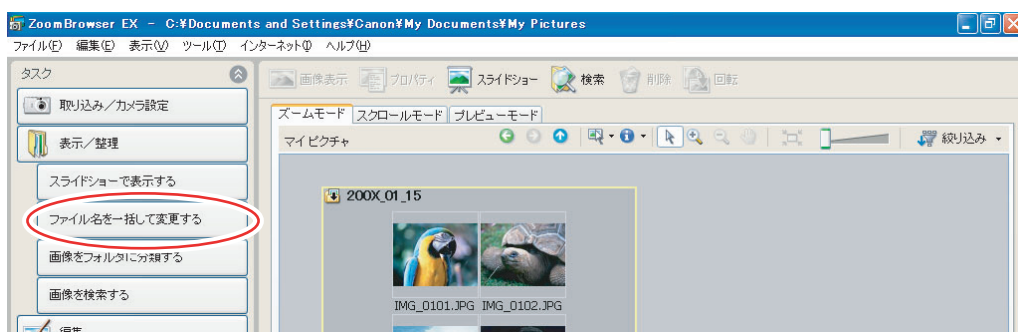 ZoomBrowser EX - C:¥Documents and Settings¥Canon¥My Documents¥My Pictures
ファイル(F) 編集(E) 表示(V) ツール(T) インターネット(I) ヘルプ(H)
タスク
画像表示 プロパティ スライドショー 検索 削除 回転
取り込み/カメラ設定
ズームモード スクロールモード プレビューモード
表示/整理
マイ ピクチャ
絞り込み
スライドショーで表示する
200X_01_15
ファイル名を一括して変更する
画像をフォルダに分類する
画像を検索する
IMG_0101.JPG IMG_0102.JPG
編集